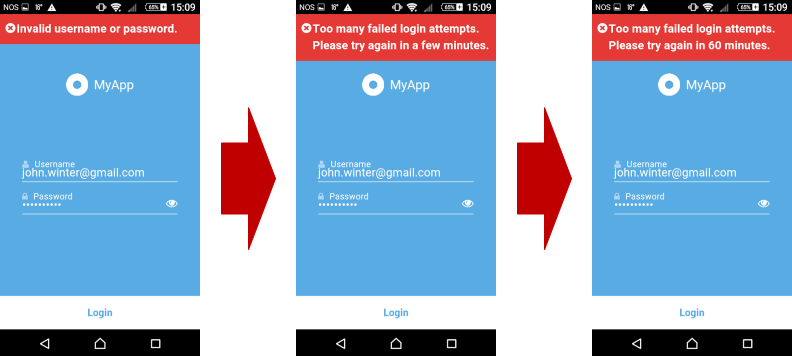 NOS 16° 65% 15:09
Invalid username or password.
MyApp
Username
john.winter@gmail.com
Password
Login
NOS 16° 65% 15:09
Too many failed login attempts.
Please try again in a few minutes.
MyApp
Username
john.winter@gmail.com
Password
Login
NOS 16° 65% 15:09
Too many failed login attempts.
Please try again in 60 minutes.
MyApp
Username
john.winter@gmail.com
Password
Login